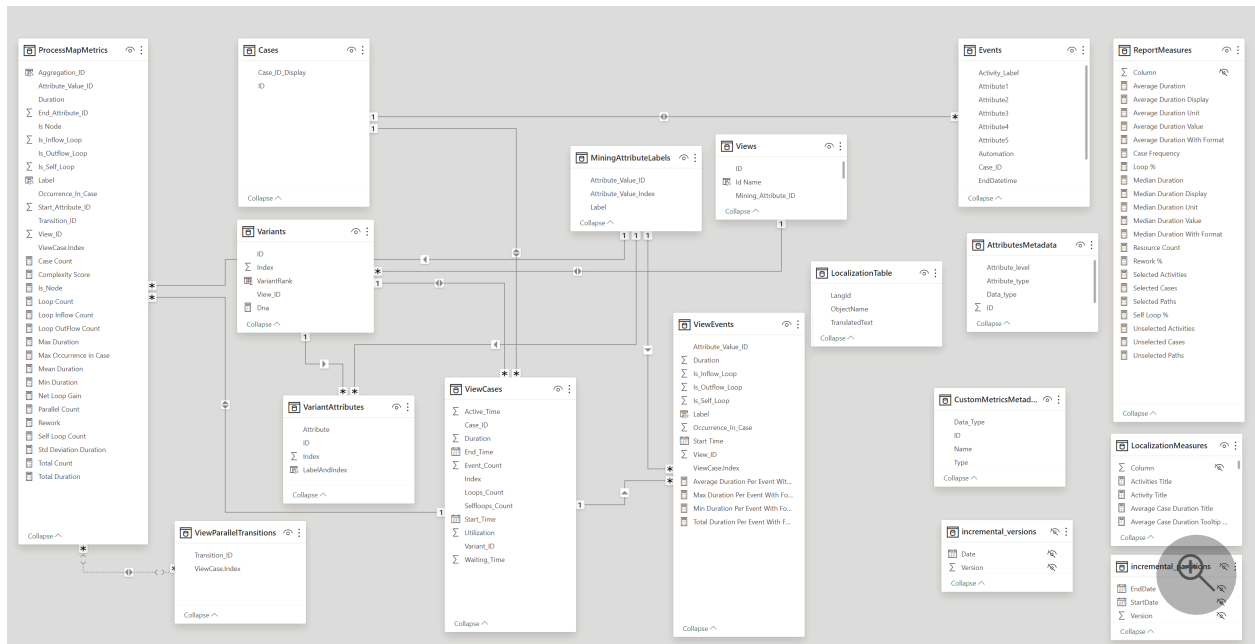 ProcessMapMetrics
Aggregation_ID
Attribute_Value_ID
Duration
End_Attribute_ID
Is Node
Is_Inflow_Loop
Is_Outflow_Loop
Is_Self_Loop
Label
Occurrence_In_Case
Start_Attribute_ID
Transition_ID
View_ID
ViewCase.Index
Case Count
Complexity Score
Is_Node
Loop Count
Loop Inflow Count
Loop OutFlow Count
Max Duration
Max Occurrence in Case
Mean Duration
Min Duration
Net Loop Gain
Parallel Count
Rework
Self Loop Count
Std Deviation Duration
Total Count
Total Duration
Collapse
Cases
Case_ID_Display
ID
Collapse
Variants
ID
Index
VariantRank
View_ID
Dna
Collapse
VariantAttributes
Attribute
ID
Index
LabelAndIndex
Collapse
ViewParallelTransitions
Transition_ID
ViewCase.Index
Collapse
ViewCases
Active_Time
Case_ID
Duration
End_Time
Event_Count
Index
Loops_Count
Selfloops_Count
Start_Time
Utilization
Variant_ID
Waiting_Time
Collapse
MiningAttributeLabels
Attribute_Value_ID
Attribute_Value_Index
Label
Collapse
Views
ID
Id Name
Mining_Attribute_ID
Collapse
ViewEvents
Attribute_Value_ID
Duration
Is_Inflow_Loop
Is_Outflow_Loop
Is_Self_Loop
Label
Occurrence_In_Case
Start Time
View_ID
ViewCase.Index
Average Duration Per Event Wit...
Max Duration Per Event With Fo...
Min Duration Per Event With Fo...
Total Duration Per Event With F...
Collapse
LocalizationTable
LangId
ObjectName
TranslatedText
Collapse
Events
Activity_Label
Attribute1
Attribute2
Attribute3
Attribute4
Attribute5
Automation
Case_ID
EndDatetime
Collapse
AttributesMetadata
Attribute_level
Attribute_type
Data_type
ID
Collapse
CustomMetricsMetad...
Data_Type
ID
Name
Type
Collapse
incremental_versions
Date
Version
Collapse
ReportMeasures
Column
Average Duration
Average Duration Display
Average Duration Unit
Average Duration Value
Average Duration With Format
Case Frequency
Loop %
Median Duration
Median Duration Display
Median Duration Unit
Median Duration Value
Median Duration With Format
Resource Count
Rework %
Selected Activities
Selected Cases
Selected Paths
Self Loop %
Unselected Activities
Unselected Cases
Unselected Paths
Collapse
LocalizationMeasures
Column
Activities Title
Activity Title
Average Case Duration Title
Average Case Duration Tooltip ...
Collapse
incremental_partitions
EndDate
StartDate
Version
Collapse
1
1
*
1
1
1
1
*
1
*
*
1
*
*
*
*
*
1
1
*
*
*
*